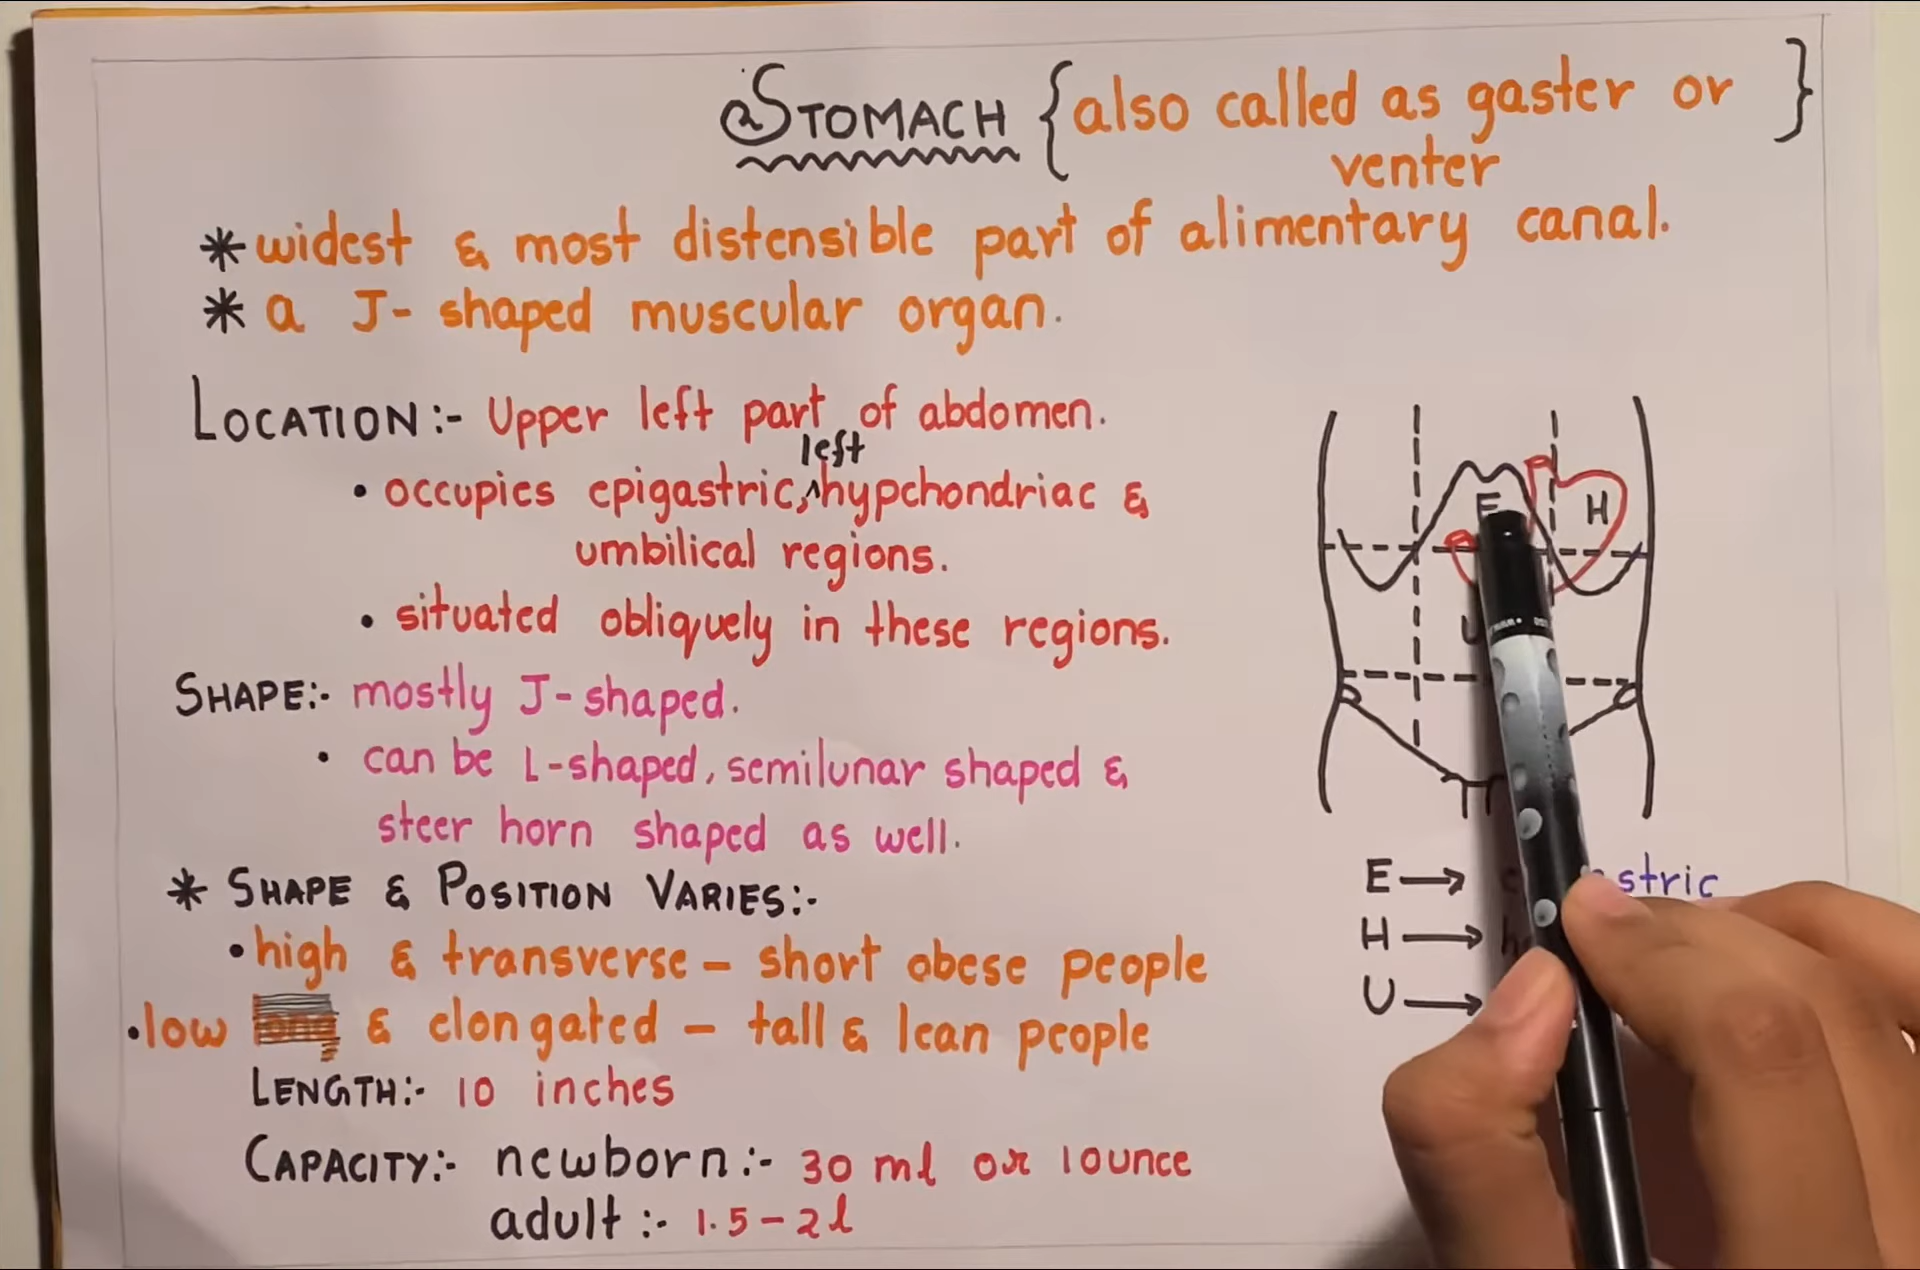 STOMACH {also called as gaster or }
venter
* widest & most distensible part of alimentary canal.
* a J- shaped muscular organ.
LOCATION:- Upper left part of abdomen.
left
• occupies epigastric,^hypchondriac &
umbilical regions.
• situated obliquely in these regions.
SHAPE:- mostly J-shaped.
• can be L-shaped, semilunar shaped &
steer horn shaped as well.
* SHAPE & POSITION VARIES:-
• high & transverse - short obese people
• low & elongated - tall & lean people
LENGTH:- 10 inches
CAPACITY:- newborn:- 30 ml or 1ounce
adult :- 1.5 - 2l
E H
U
E →
H →
U →